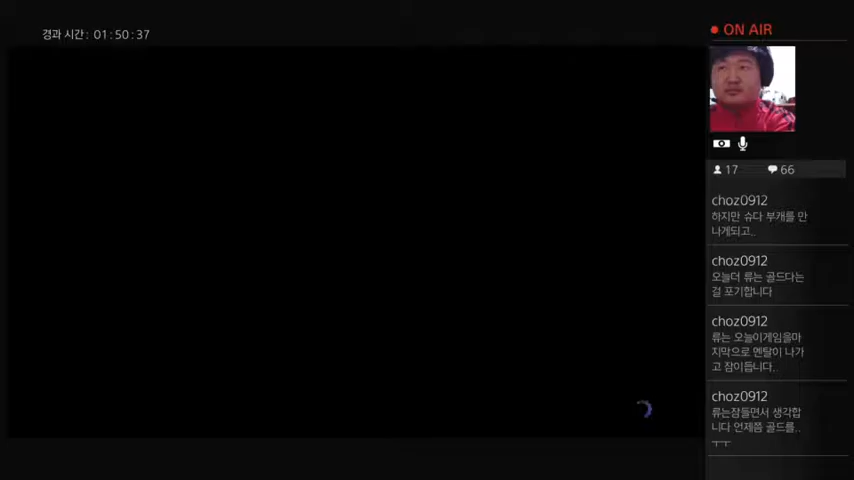 경과 시간 : 01 : 50 : 37
ON AIR
17 66
choz0912
하지만 슈다 부캐를 만
나게되고..
choz0912
오늘더 류는 골드다는
걸 포기합니다
choz0912
류는 오늘이게임을마
지막으로 멘탈이 나가
고 잠이듭니다..
choz0912
류는잠들면서 생각합
니다 언제쯤 골드를..
ㅜㅜ